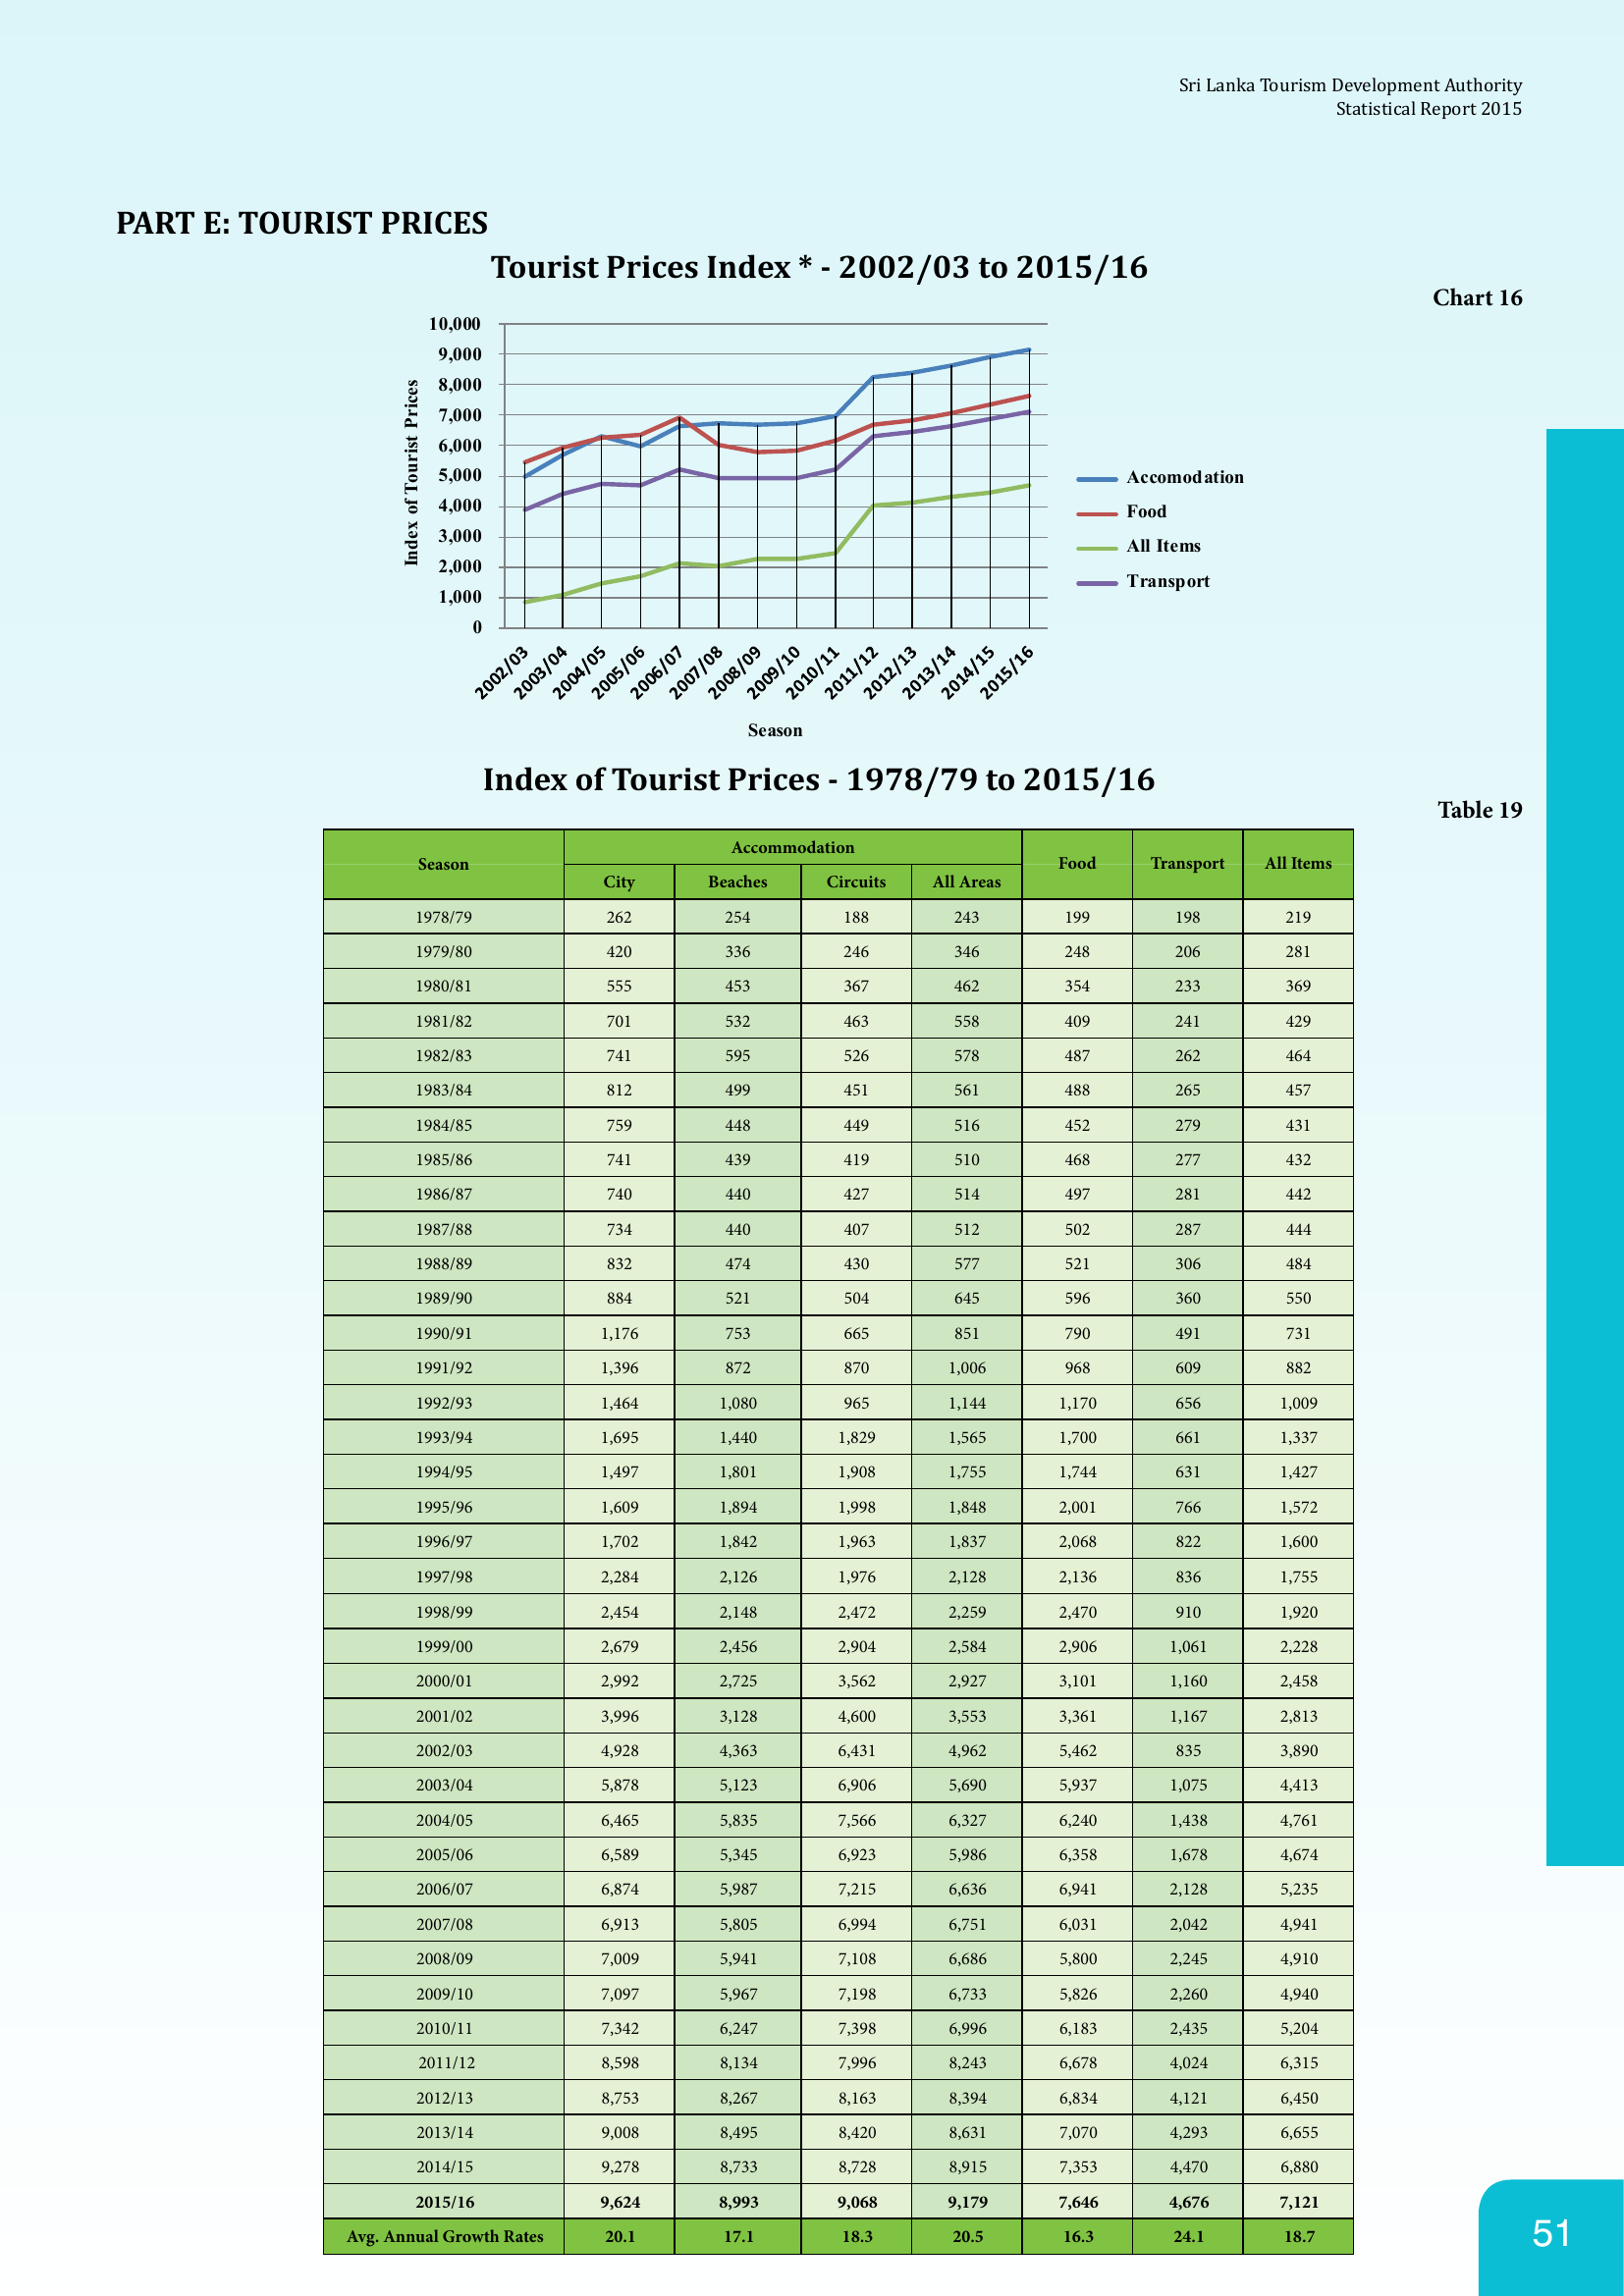 Sri Lanka Tourism Development Authority
Statistical Report 2015
PART E: TOURIST PRICES
Tourist Prices Index * - 2002/03 to 2015/16
Chart 16
10,000
9,000
8,000
7,000
6,000
5,000
4,000
3,000
2,000
1,000
0
Index of Tourist Prices
Accomodation
Food
All Items
Transport
2002/03 2003/04 2004/05 2005/06 2006/07 2007/08 2008/09 2009/10 2010/11 2011/12 2012/13 2013/14 2014/15 2015/16
Season
Index of Tourist Prices - 1978/79 to 2015/16
Table 19
Season Accommodation Food Transport All Items
City Beaches Circuits All Areas
1978/79 262 254 188 243 199 198 219
1979/80 420 336 246 346 248 206 281
1980/81 555 453 367 462 354 233 369
1981/82 701 532 463 558 409 241 429
1982/83 741 595 526 578 487 262 464
1983/84 812 499 451 561 488 265 457
1984/85 759 448 449 516 452 279 431
1985/86 741 439 419 510 468 277 432
1986/87 740 440 427 514 497 281 442
1987/88 734 440 407 512 502 287 444
1988/89 832 474 430 577 521 306 484
1989/90 884 521 504 645 596 360 550
1990/91 1,176 753 665 851 790 491 731
1991/92 1,396 872 870 1,006 968 609 882
1992/93 1,464 1,080 965 1,144 1,170 656 1,009
1993/94 1,695 1,440 1,829 1,565 1,700 661 1,337
1994/95 1,497 1,801 1,908 1,755 1,744 631 1,427
1995/96 1,609 1,894 1,998 1,848 2,001 766 1,572
1996/97 1,702 1,842 1,963 1,837 2,068 822 1,600
1997/98 2,284 2,126 1,976 2,128 2,136 836 1,755
1998/99 2,454 2,148 2,472 2,259 2,470 910 1,920
1999/00 2,679 2,456 2,904 2,584 2,906 1,061 2,228
2000/01 2,992 2,725 3,562 2,927 3,101 1,160 2,458
2001/02 3,996 3,128 4,600 3,553 3,361 1,167 2,813
2002/03 4,928 4,363 6,431 4,962 5,462 835 3,890
2003/04 5,878 5,123 6,906 5,690 5,937 1,075 4,413
2004/05 6,465 5,835 7,566 6,327 6,240 1,438 4,761
2005/06 6,589 5,345 6,923 5,986 6,358 1,678 4,674
2006/07 6,874 5,987 7,215 6,636 6,941 2,128 5,235
2007/08 6,913 5,805 6,994 6,751 6,031 2,042 4,941
2008/09 7,009 5,941 7,108 6,686 5,800 2,245 4,910
2009/10 7,097 5,967 7,198 6,733 5,826 2,260 4,940
2010/11 7,342 6,247 7,398 6,996 6,183 2,435 5,204
2011/12 8,598 8,134 7,996 8,243 6,678 4,024 6,315
2012/13 8,753 8,267 8,163 8,394 6,834 4,121 6,450
2013/14 9,008 8,495 8,420 8,631 7,070 4,293 6,655
2014/15 9,278 8,733 8,728 8,915 7,353 4,470 6,880
2015/16 9,624 8,993 9,068 9,179 7,646 4,676 7,121
Avg. Annual Growth Rates 20.1 17.1 18.3 20.5 16.3 24.1 18.7
51